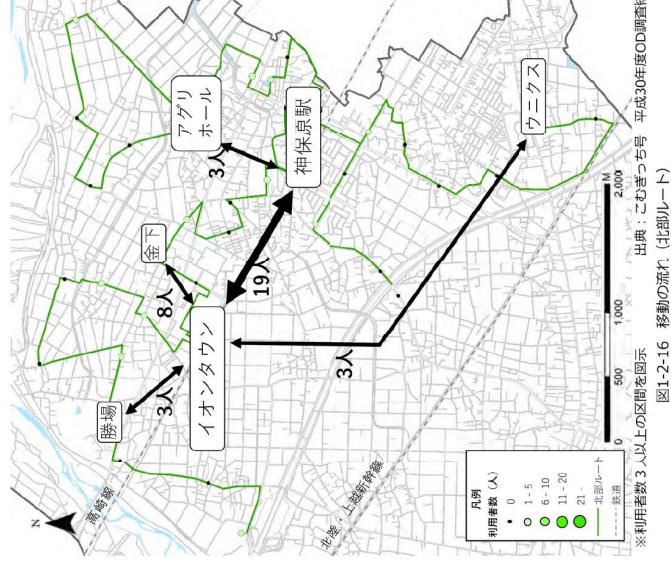 N
高崎線
北陸・上越新幹線
勝場
3人
イオンタウン
8人
金下
19人
3人
アグリ
ホール
3人
神保原駅
ウニクス
凡例
利用者数（人）
0
1 - 5
6 - 10
11 - 20
21 -
北部ルート
鉄道
0
500
1,000
2,000
M
※利用者数３人以上の区間を図示
出典：こむぎっち号　平成30年度OD調査
図1-2-16　移動の流れ（北部ルート）